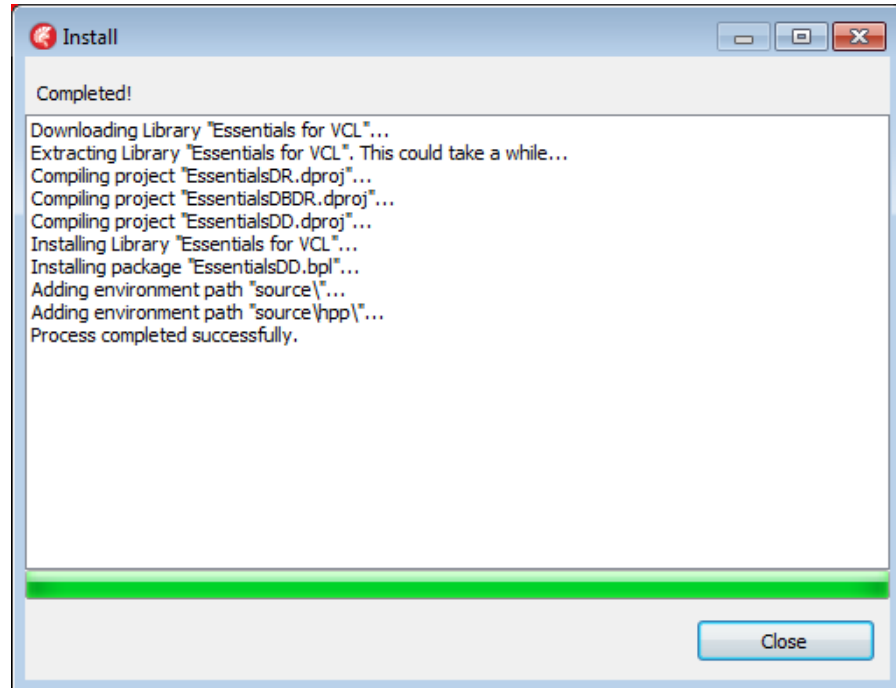 Install
Completed!
Downloading Library "Essentials for VCL"...
Extracting Library "Essentials for VCL". This could take a while...
Compiling project "EssentialsDR.dproj"...
Compiling project "EssentialsDBDR.dproj"...
Compiling project "EssentialsDD.dproj"...
Installing Library "Essentials for VCL"...
Installing package "EssentialsDD.bpl"...
Adding environment path "source\"...
Adding environment path "source\hpp\"...
Process completed successfully.
Close